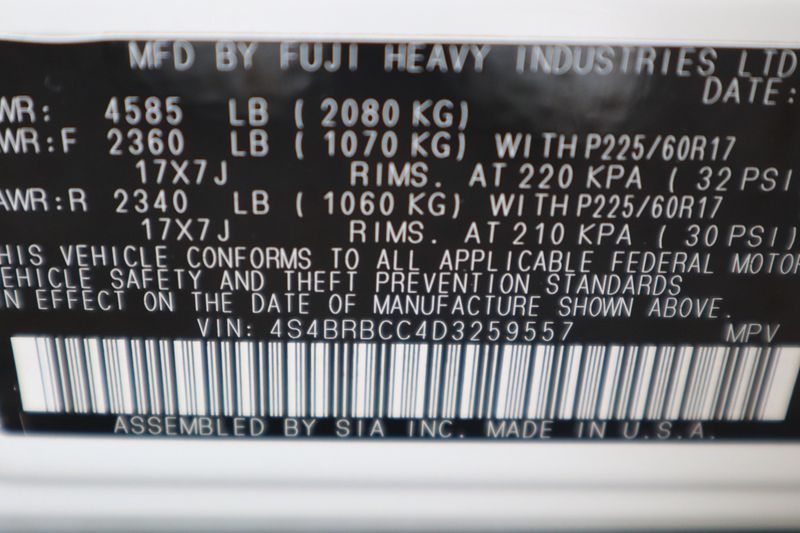 MFD BY FUJI HEAVY INDUSTRIES LTD
DATE:
WR: 4585 LB ( 2080 KG)
WR:F 2360 LB ( 1070 KG) WITH P225/60R17
17X7J RIMS. AT 220 KPA ( 32 PSI
AWR:R 2340 LB ( 1060 KG) WITH P225/60R17
17X7J RIMS. AT 210 KPA ( 30 PSI)
HIS VEHICLE CONFORMS TO ALL APPLICABLE FEDERAL MOTOR
EHICLE SAFETY AND THEFT PREVENTION STANDARDS
IN EFFECT ON THE DATE OF MANUFACTURE SHOWN ABOVE.
VIN: 4S4BRBCC4D3259557 MPV
ASSEMBLED BY SIA INC. MADE IN U.S.A.